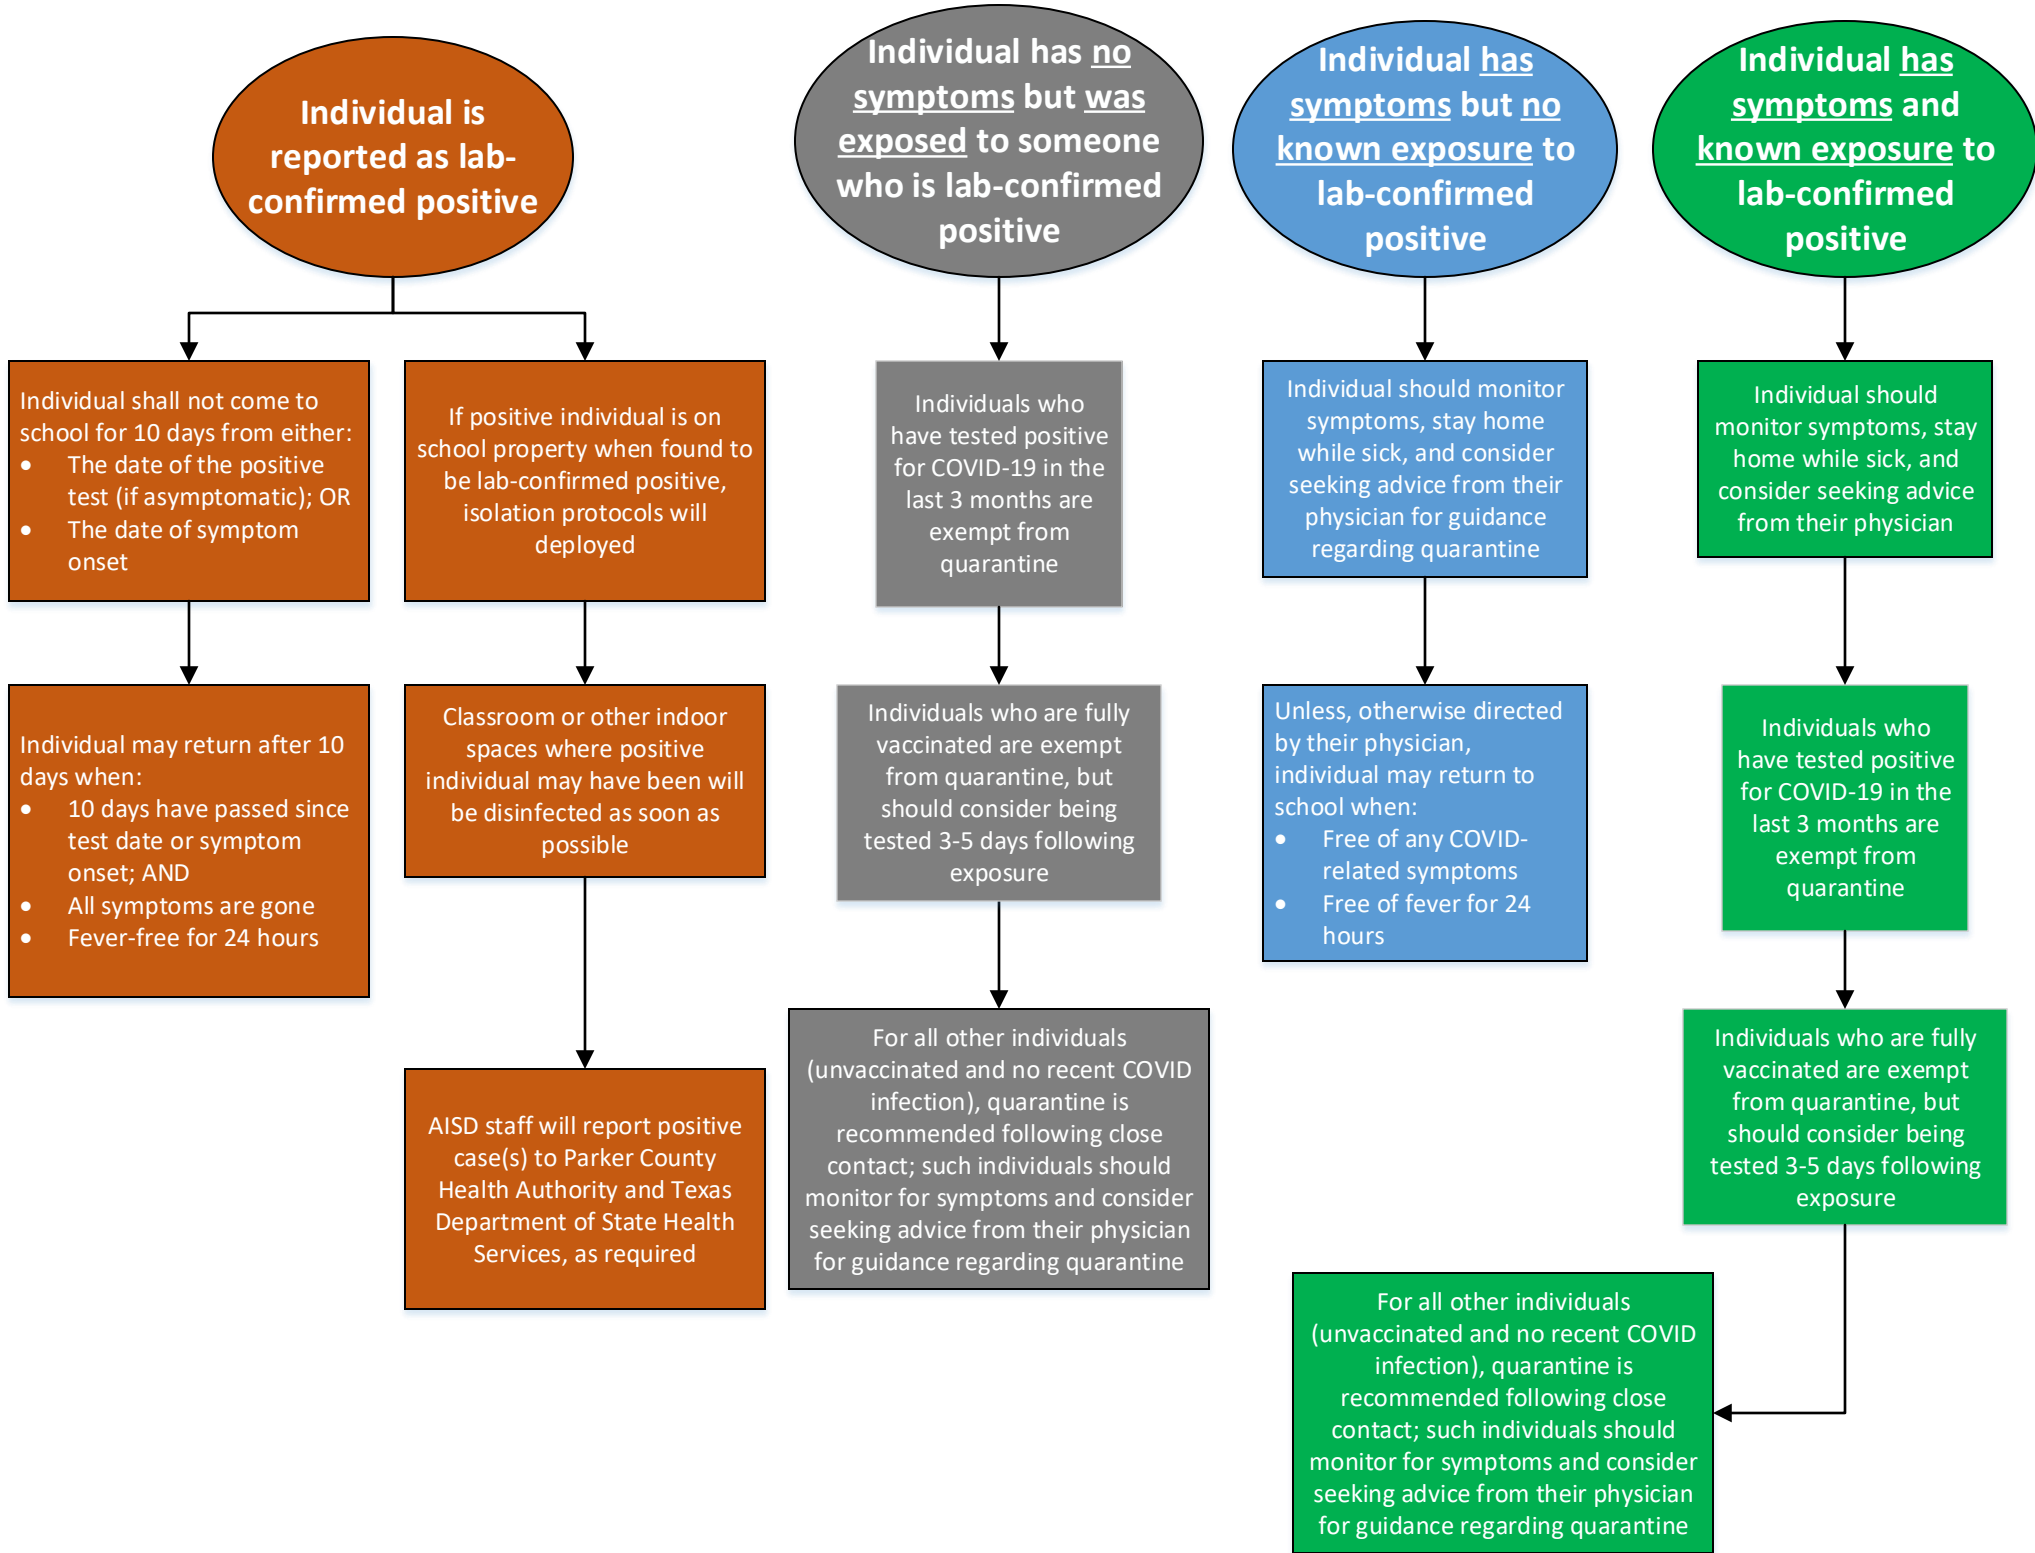 Individual is
reported as lab-
confirmed positive
Individual shall not come to
school for 10 days from either:
• The date of the positive
test (if asymptomatic); OR
• The date of symptom
onset
Individual may return after 10
days when:
• 10 days have passed since
test date or symptom
onset; AND
• All symptoms are gone
• Fever-free for 24 hours
If positive individual is on
school property when found to
be lab-confirmed positive,
isolation protocols will
deployed
Classroom or other indoor
spaces where positive
individual may have been will
be disinfected as soon as
possible
AISD staff will report positive
case(s) to Parker County
Health Authority and Texas
Department of State Health
Services, as required
Individual has no
symptoms but was
exposed to someone
who is lab-confirmed
positive
Individuals who
have tested positive
for COVID-19 in the
last 3 months are
exempt from
quarantine
Individuals who are fully
vaccinated are exempt
from quarantine, but
should consider being
tested 3-5 days following
exposure
For all other individuals
(unvaccinated and no recent COVID
infection), quarantine is
recommended following close
contact; such individuals should
monitor for symptoms and consider
seeking advice from their physician
for guidance regarding quarantine
Individual has
symptoms but no
known exposure to
lab-confirmed
positive
Individual should monitor
symptoms, stay home
while sick, and consider
seeking advice from their
physician for guidance
regarding quarantine
Unless, otherwise directed
by their physician,
individual may return to
school when:
• Free of any COVID-
related symptoms
• Free of fever for 24
hours
Individual has
symptoms and
known exposure to
lab-confirmed
positive
Individual should
monitor symptoms, stay
home while sick, and
consider seeking advice
from their physician
Individuals who
have tested positive
for COVID-19 in the
last 3 months are
exempt from
quarantine
Individuals who are fully
vaccinated are exempt
from quarantine, but
should consider being
tested 3-5 days following
exposure
For all other individuals
(unvaccinated and no recent COVID
infection), quarantine is
recommended following close
contact; such individuals should
monitor for symptoms and consider
seeking advice from their physician
for guidance regarding quarantine